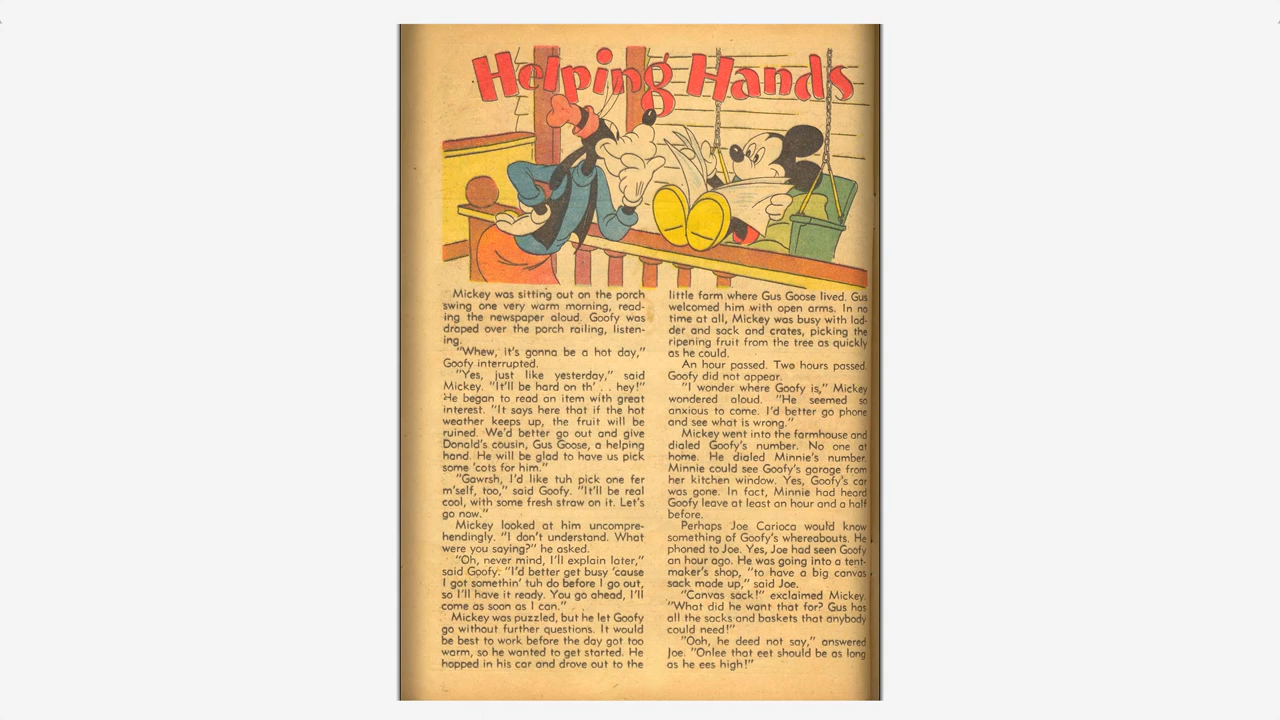 Helping Hands
Mickey was sitting out on the porch
swing one very warm morning, read-
ing the newspaper aloud. Goofy was
draped over the porch railing, listen-
ing.
"Whew, it's gonna be a hot day,"
Goofy interrupted.
"Yes, just like yesterday," said
Mickey. "It'll be hard on th' . . hey!"
He began to read an item with great
interest. "It says here that if the hot
weather keeps up, the fruit will be
ruined. We'd better go out and give
Donald's cousin, Gus Goose, a helping
hand. He will be glad to have us pick
some 'cots for him."
"Gawrsh, I'd like tuh pick one fer
m'self, too," said Goofy. "It'll be real
cool, with some fresh straw on it. Let's
go now."
Mickey looked at him uncompre-
hendingly. "I don't understand. What
were you saying?" he asked.
"Oh, never mind, I'll explain later,"
said Goofy. "I'd better get busy 'cause
I got somethin' tuh do before I go out,
so I'll have it ready. You go ahead, I'll
come as soon as I can."
Mickey was puzzled, but he let Goofy
go without further questions. It would
be best to work before the day got too
warm, so he wanted to get started. He
hopped in his car and drove out to the
little farm where Gus Goose lived. Gus
welcomed him with open arms. In no
time at all, Mickey was busy with lad-
der and sack and crates, picking the
ripening fruit from the tree as quickly
as he could.
An hour passed. Two hours passed.
Goofy did not appear.
"I wonder where Goofy is," Mickey
wondered aloud. "He seemed so
anxious to come. I'd better go phone
and see what is wrong."
Mickey went into the farmhouse and
dialed Goofy's number. No one at
home. He dialed Minnie's number.
Minnie could see Goofy's garage from
her kitchen window. Yes, Goofy's car
was gone. In fact, Minnie had heard
Goofy leave at least an hour and a half
before.
Perhaps Joe Carioca would know
something of Goofy's whereabouts. He
phoned to Joe. Yes, Joe had seen Goofy
an hour ago. He was going into a tent-
maker's shop, "to have a big canvas
sack made up," said Joe.
"Canvas sack!" exclaimed Mickey.
"What did he want that for? Gus has
all the sacks and baskets that anybody
could need!"
"Ooh, he deed not say," answered
Joe. "Onlee that eet should be as long
as he ees high!"